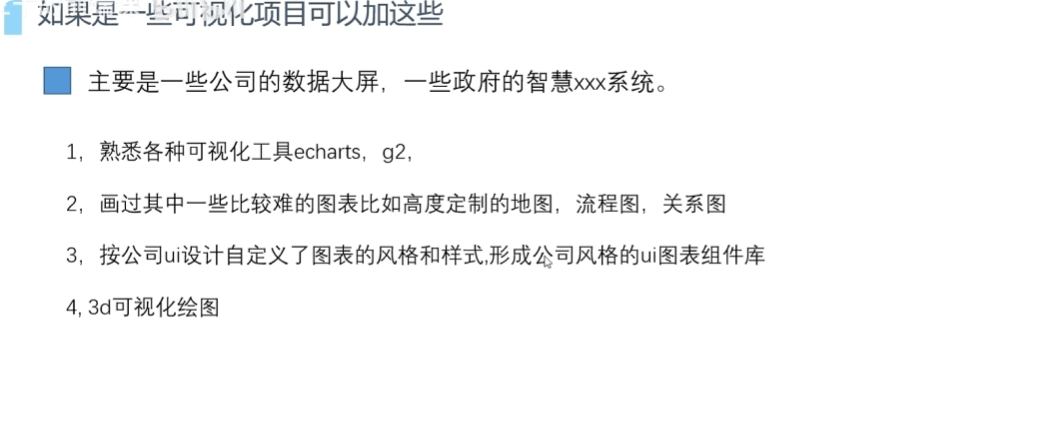 如果是一些可视化项目可以加这些
主要是一些公司的数据大屏，一些政府的智慧xxx系统。
1，熟悉各种可视化工具echarts，g2，
2，画过其中一些比较难的图表比如高度定制的地图，流程图，关系图
3，按公司ui设计自定义了图表的风格和样式,形成公司风格的ui图表组件库
4, 3d可视化绘图